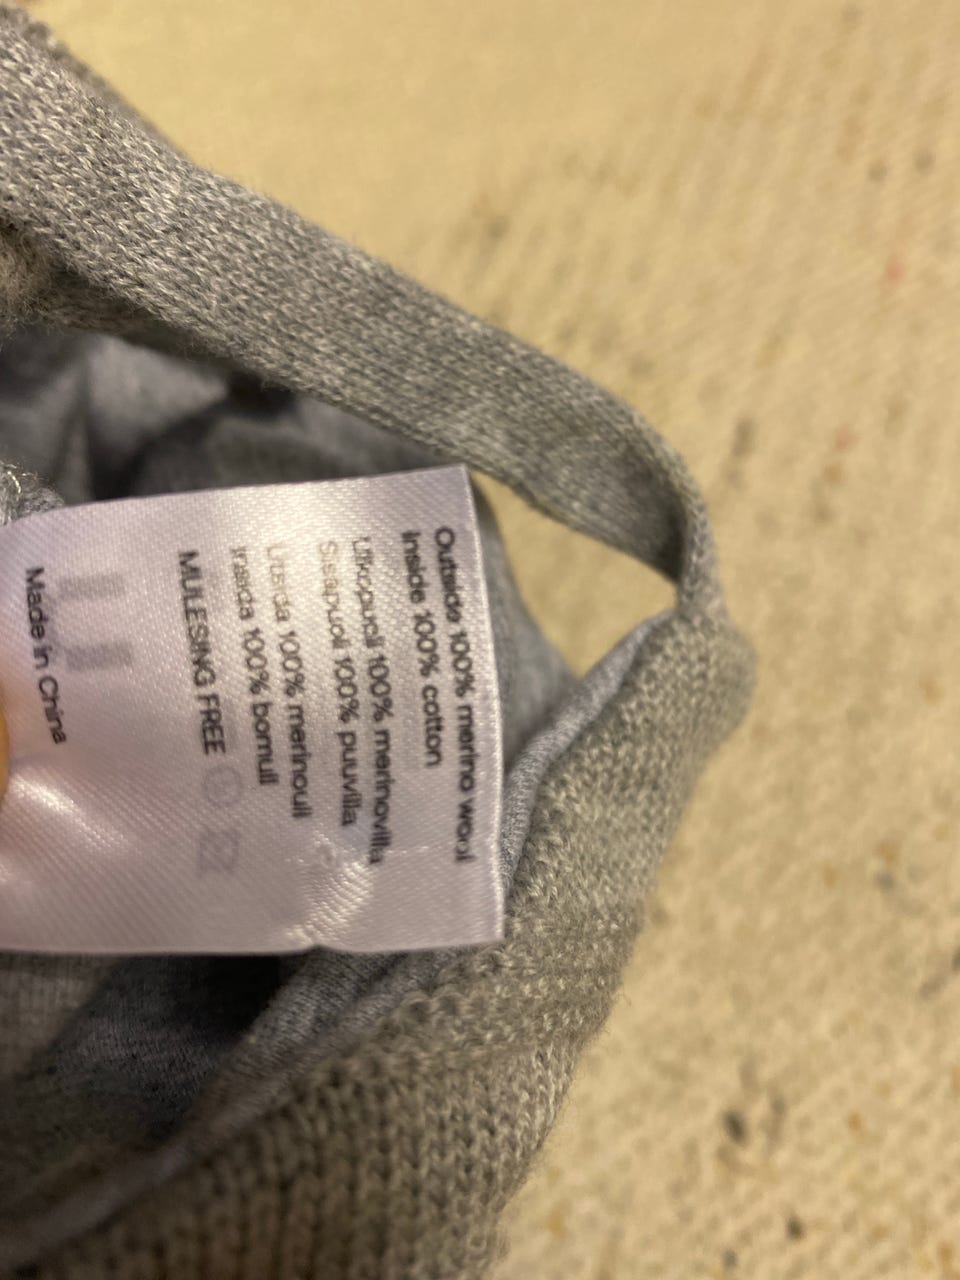 Outside 100% merino wool
Inside 100% cotton
Ulkopuoli 100% merinovilla
Sisäpuoli 100% puuvilla
Utsida 100% merinoull
Insida 100% bomull
MULESING FREE
Made in China